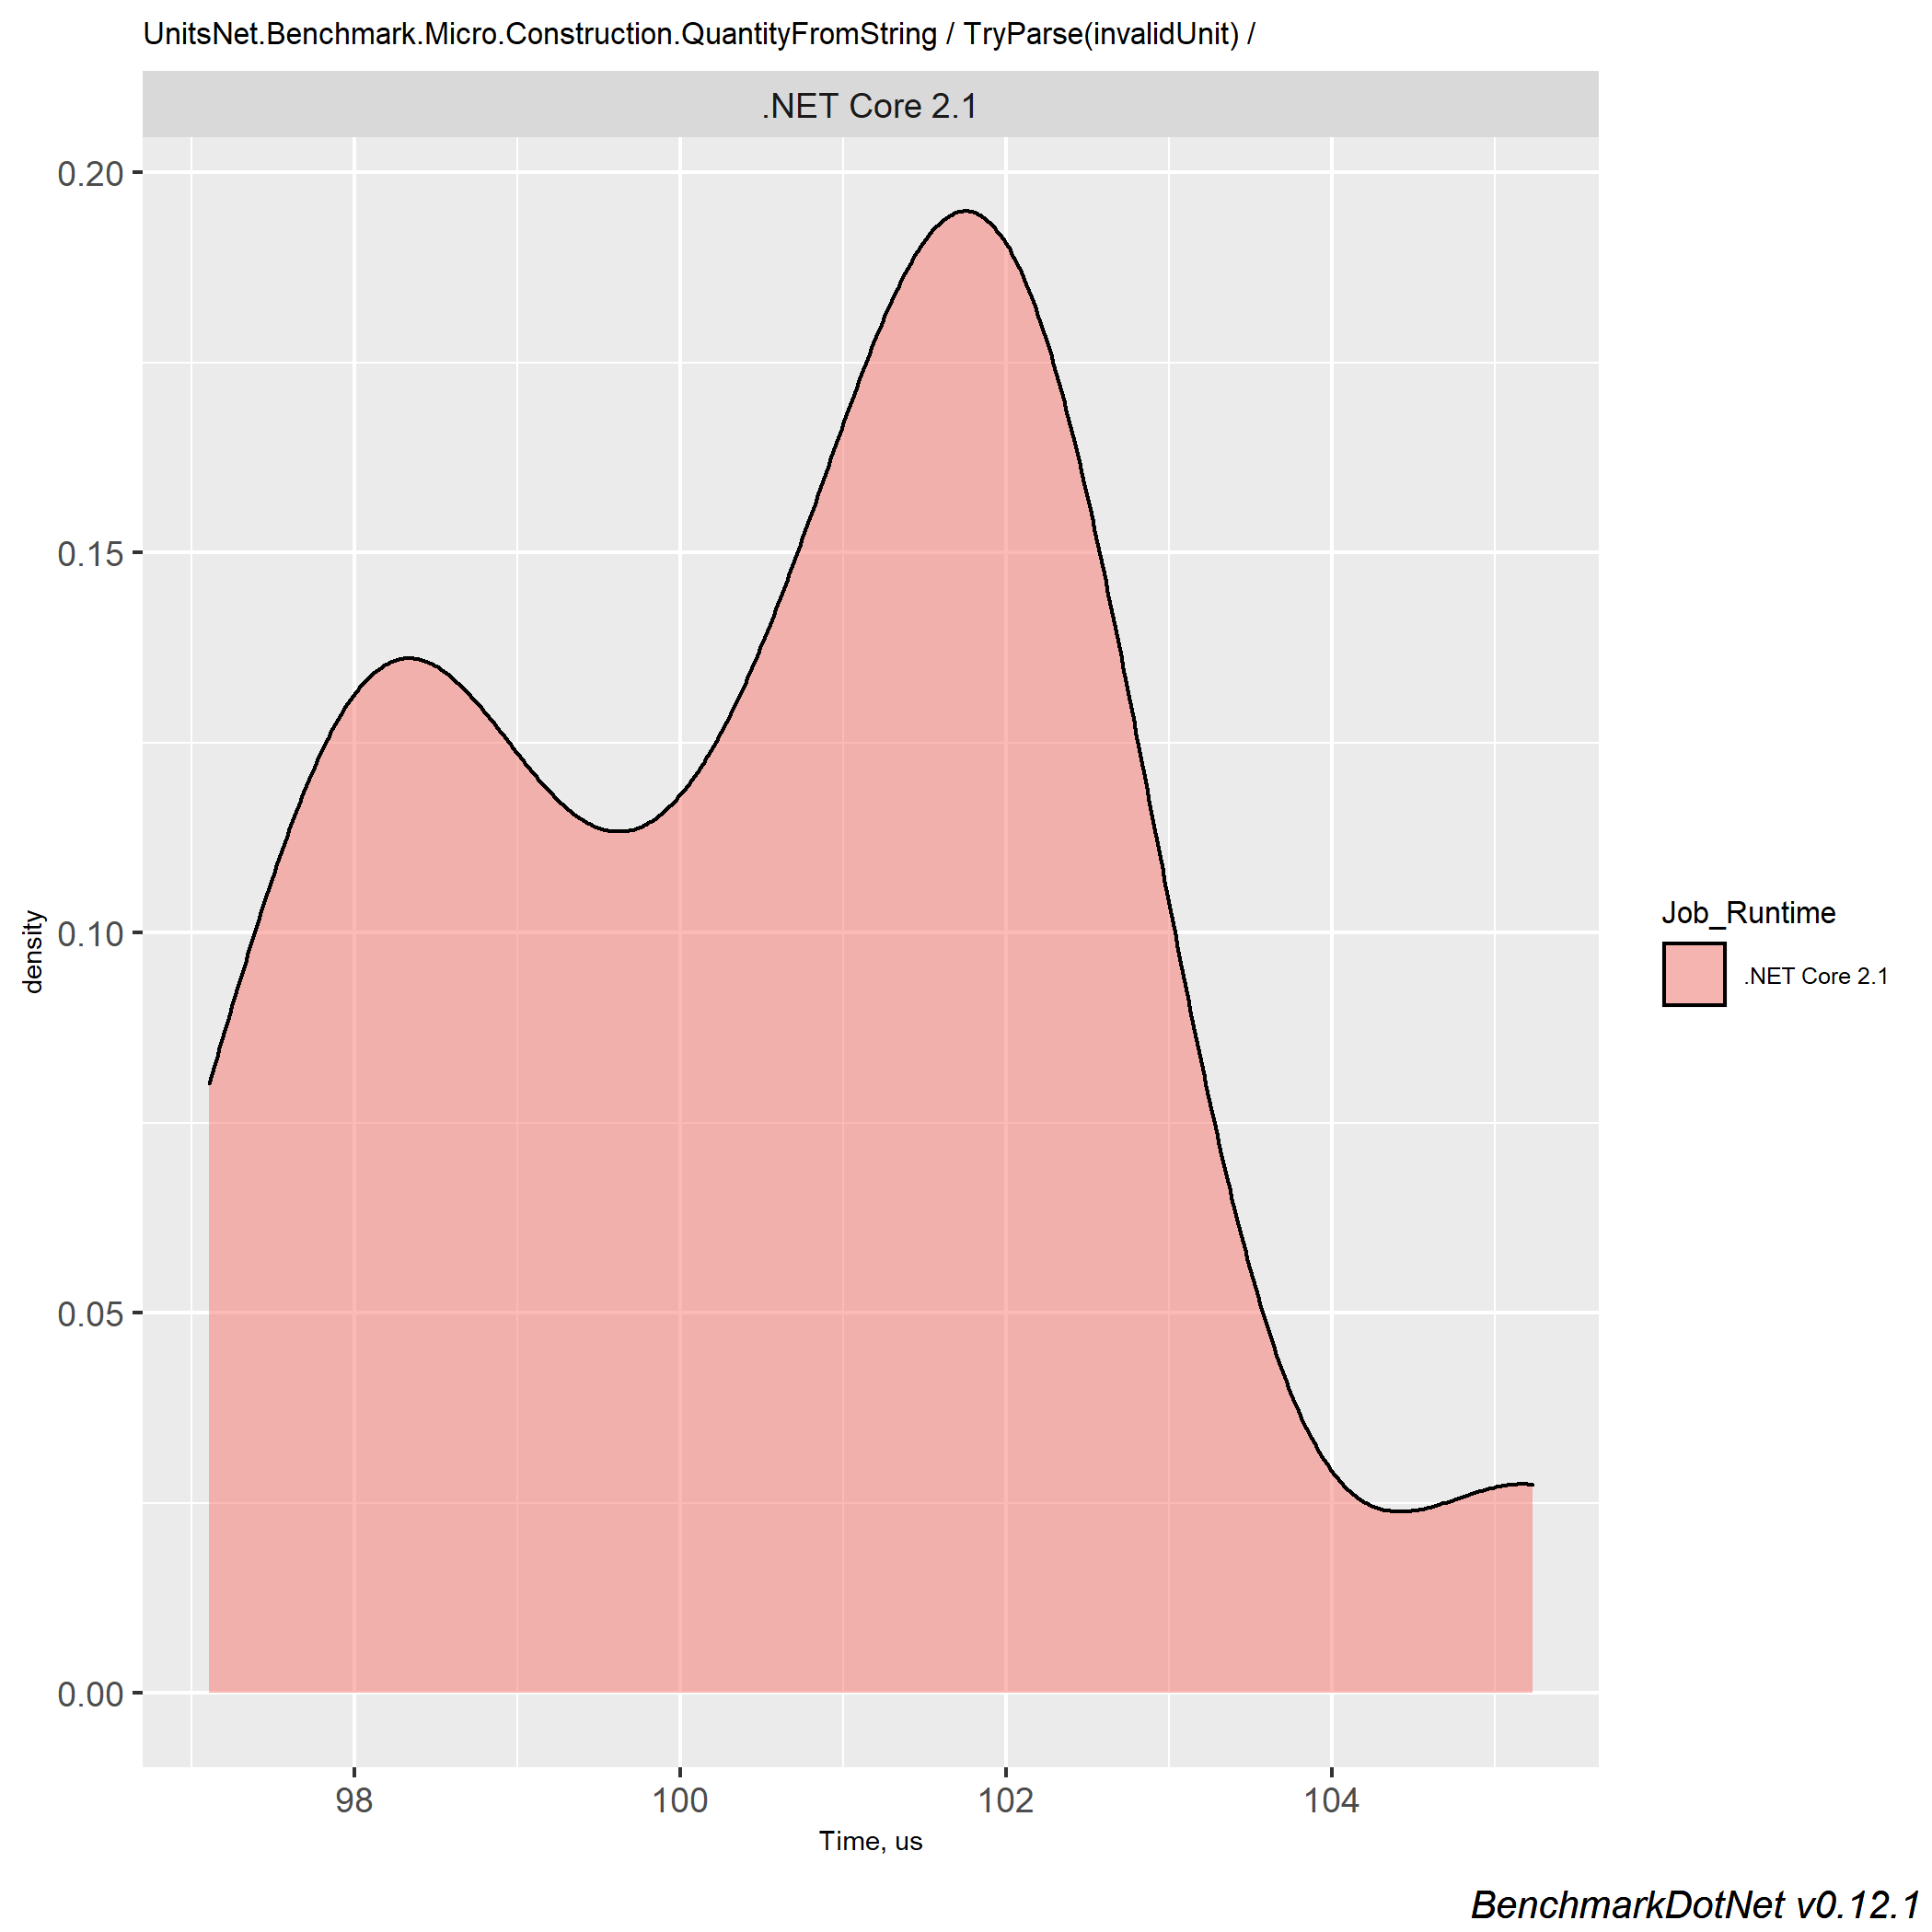 UnitsNet.Benchmark.Micro.Construction.QuantityFromString / TryParse(invalidUnit) /
.NET Core 2.1
0.20
0.15
0.10
0.05
0.00
density
98 100 102 104
Time, us
Job_Runtime
.NET Core 2.1
BenchmarkDotNet v0.12.1